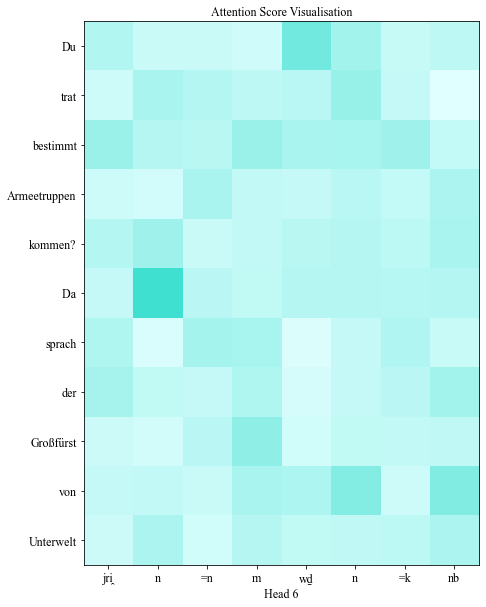 Attention Score Visualisation
Du
trat
bestimmt
Armeetruppen
kommen?
Da
sprach
der
Großfürst
von
Unterwelt
jri̯ n =n m wḏ n =k nb
Head 6